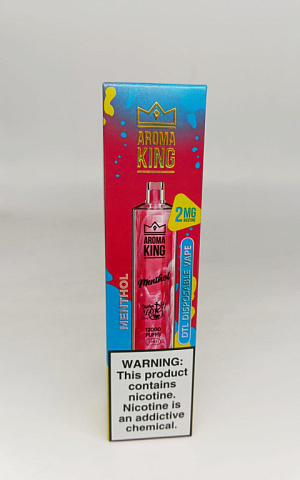 AROMA
KING
2MG
NICOTINE
AROMA
KING
Menthol
12000
PUFFS
MENTHOL
DTL DISPOSABLE VAPE
WARNING:
This product
contains
nicotine.
Nicotine is
an addictive
chemical.